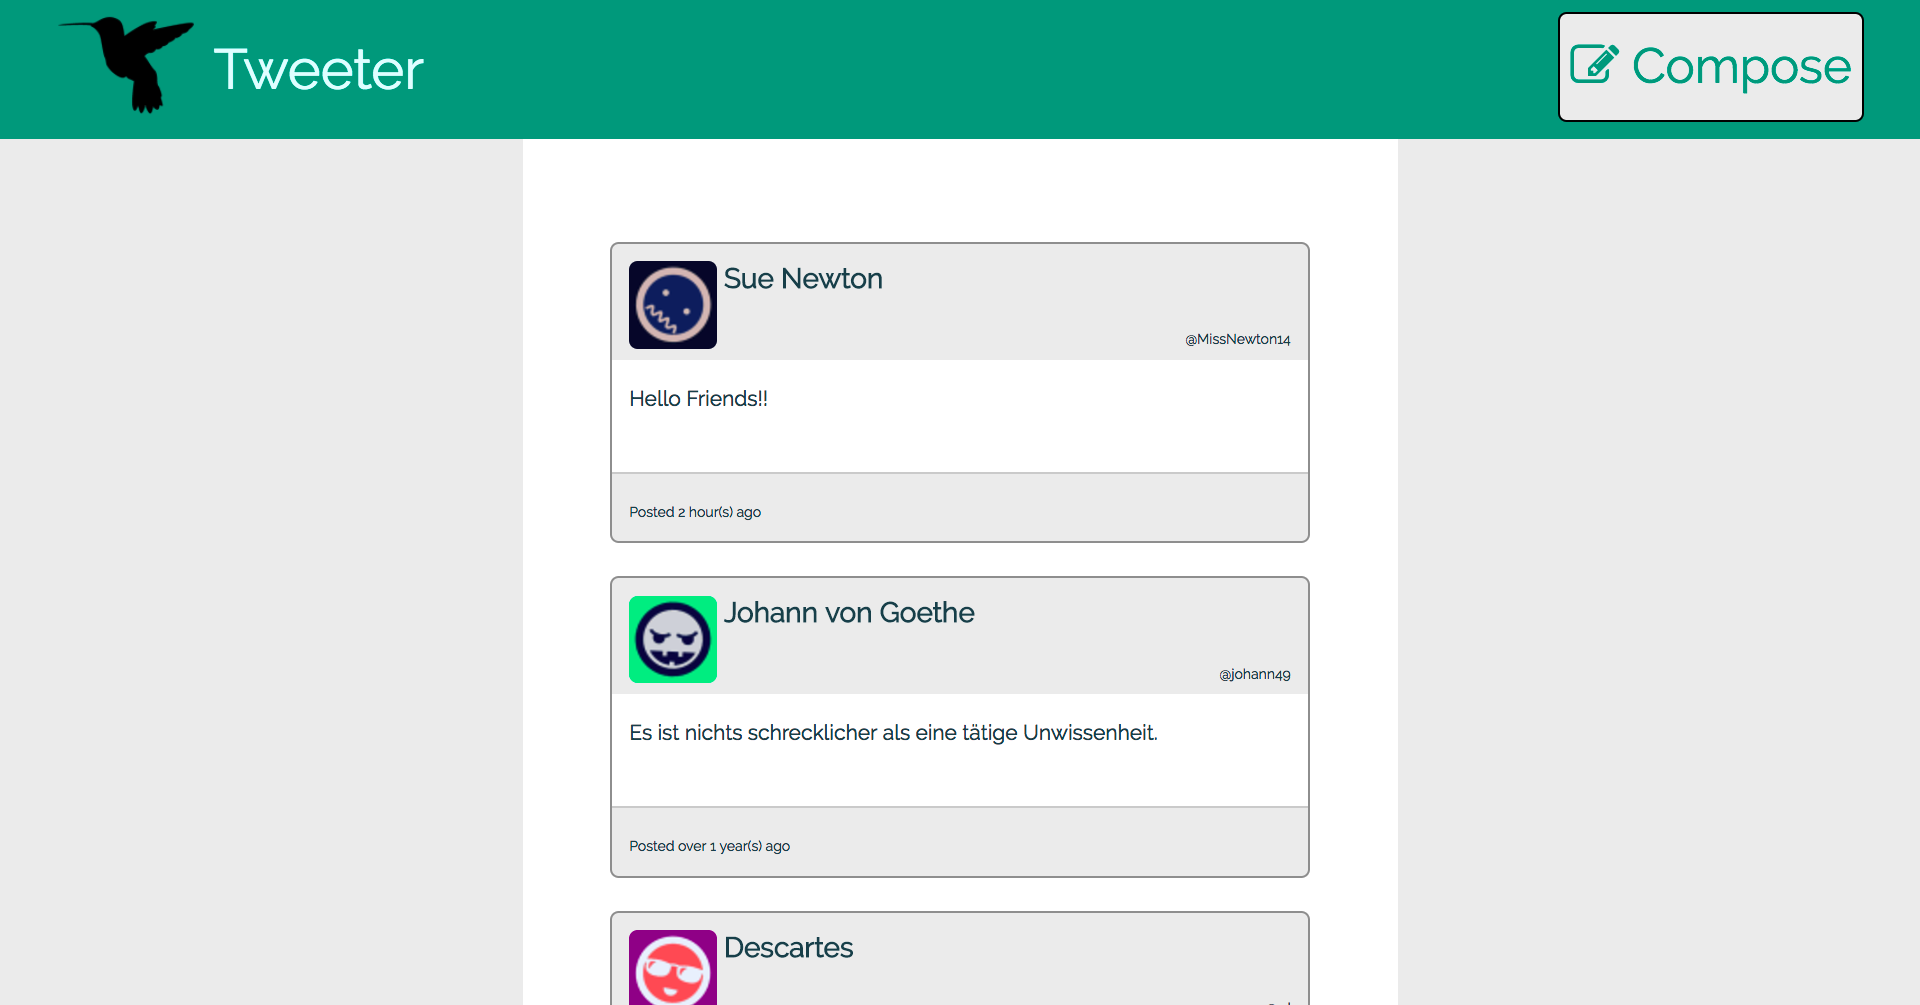 Tweeter
Compose
Sue Newton
@MissNewton14
Hello Friends!!
Posted 2 hour(s) ago
Johann von Goethe
@johann49
Es ist nichts schrecklicher als eine tätige Unwissenheit.
Posted over 1 year(s) ago
Descartes